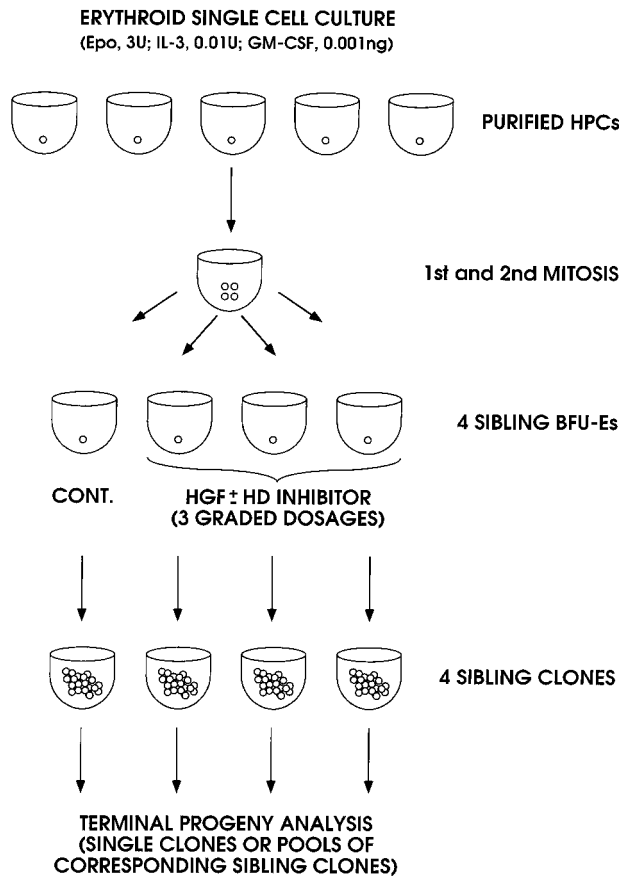 ERYTHROID SINGLE CELL CULTURE
(Epo, 3U; IL-3, 0.01U; GM-CSF, 0.001ng)
PURIFIED HPCs
1st and 2nd MITOSIS
4 SIBLING BFU-Es
CONT.
HGF ± HD INHIBITOR
(3 GRADED DOSAGES)
4 SIBLING CLONES
TERMINAL PROGENY ANALYSIS
(SINGLE CLONES OR POOLS OF
CORRESPONDING SIBLING CLONES)